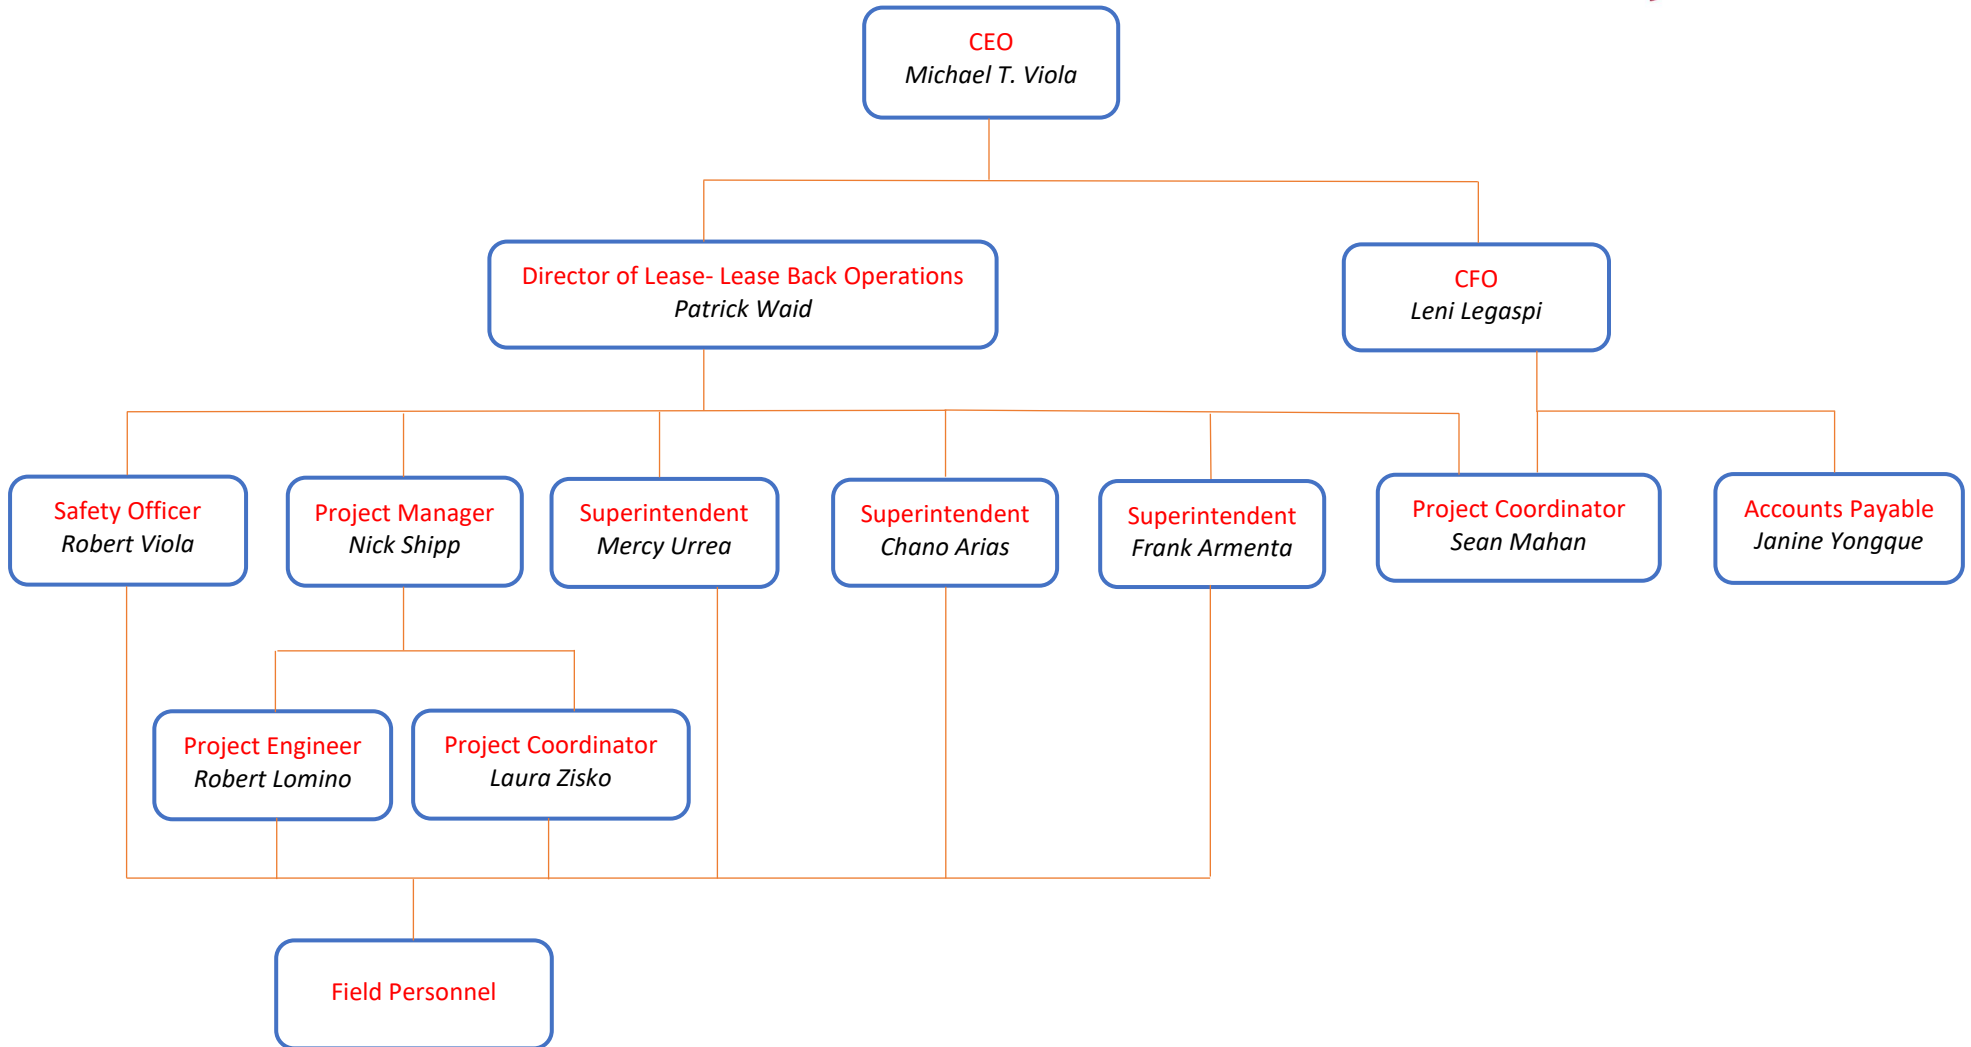 CEO
Michael T. Viola
Director of Lease- Lease Back Operations
Patrick Waid
CFO
Leni Legaspi
Safety Officer
Robert Viola
Project Manager
Nick Shipp
Superintendent
Mercy Urrea
Superintendent
Chano Arias
Superintendent
Frank Armenta
Project Coordinator
Sean Mahan
Accounts Payable
Janine Yongque
Project Engineer
Robert Lomino
Project Coordinator
Laura Zisko
Field Personnel